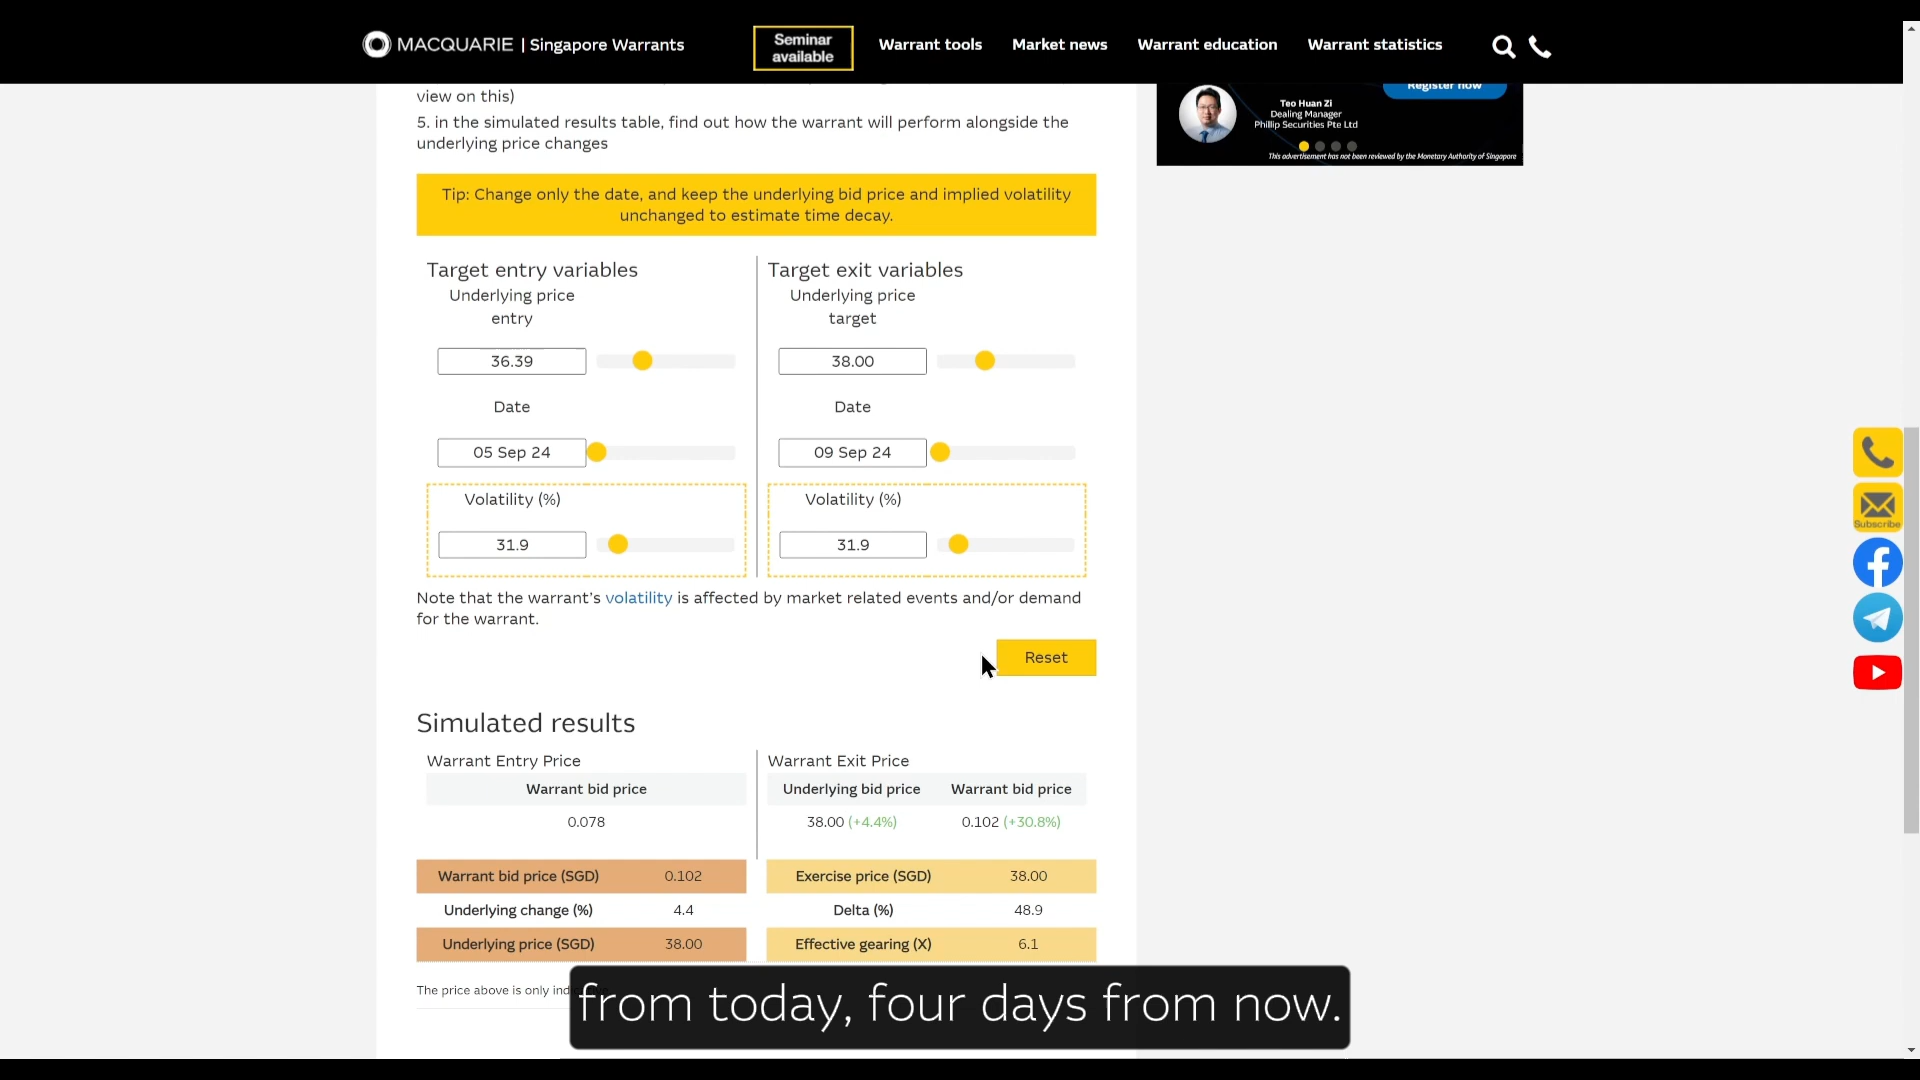 MACQUARIE | Singapore Warrants
Seminar
available
Warrant tools
Market news
Warrant education
Warrant statistics
view on this)
5. in the simulated results table, find out how the warrant will perform alongside the
underlying price changes
Register now
Teo Huan Zi
Dealing Manager
Phillip Securities Pte Ltd
This advertisement has not been reviewed by the Monetary Authority of Singapore
Tip: Change only the date, and keep the underlying bid price and implied volatility
unchanged to estimate time decay.
Target entry variables
Underlying price
entry
36.39
Date
05 Sep 24
Volatility (%)
31.9
Target exit variables
Underlying price
target
38.00
Date
09 Sep 24
Volatility (%)
31.9
Note that the warrant's volatility is affected by market related events and/or demand
for the warrant.
Reset
Subscribe
Simulated results
Warrant Entry Price
Warrant bid price
0.078
Warrant Exit Price
Underlying bid price Warrant bid price
38.00 (+4.4%) 0.102 (+30.8%)
Warrant bid price (SGD) 0.102
Underlying change (%) 4.4
Underlying price (SGD) 38.00
Exercise price (SGD) 38.00
Delta (%) 48.9
Effective gearing (X) 6.1
The price above is only
from today, four days from now.